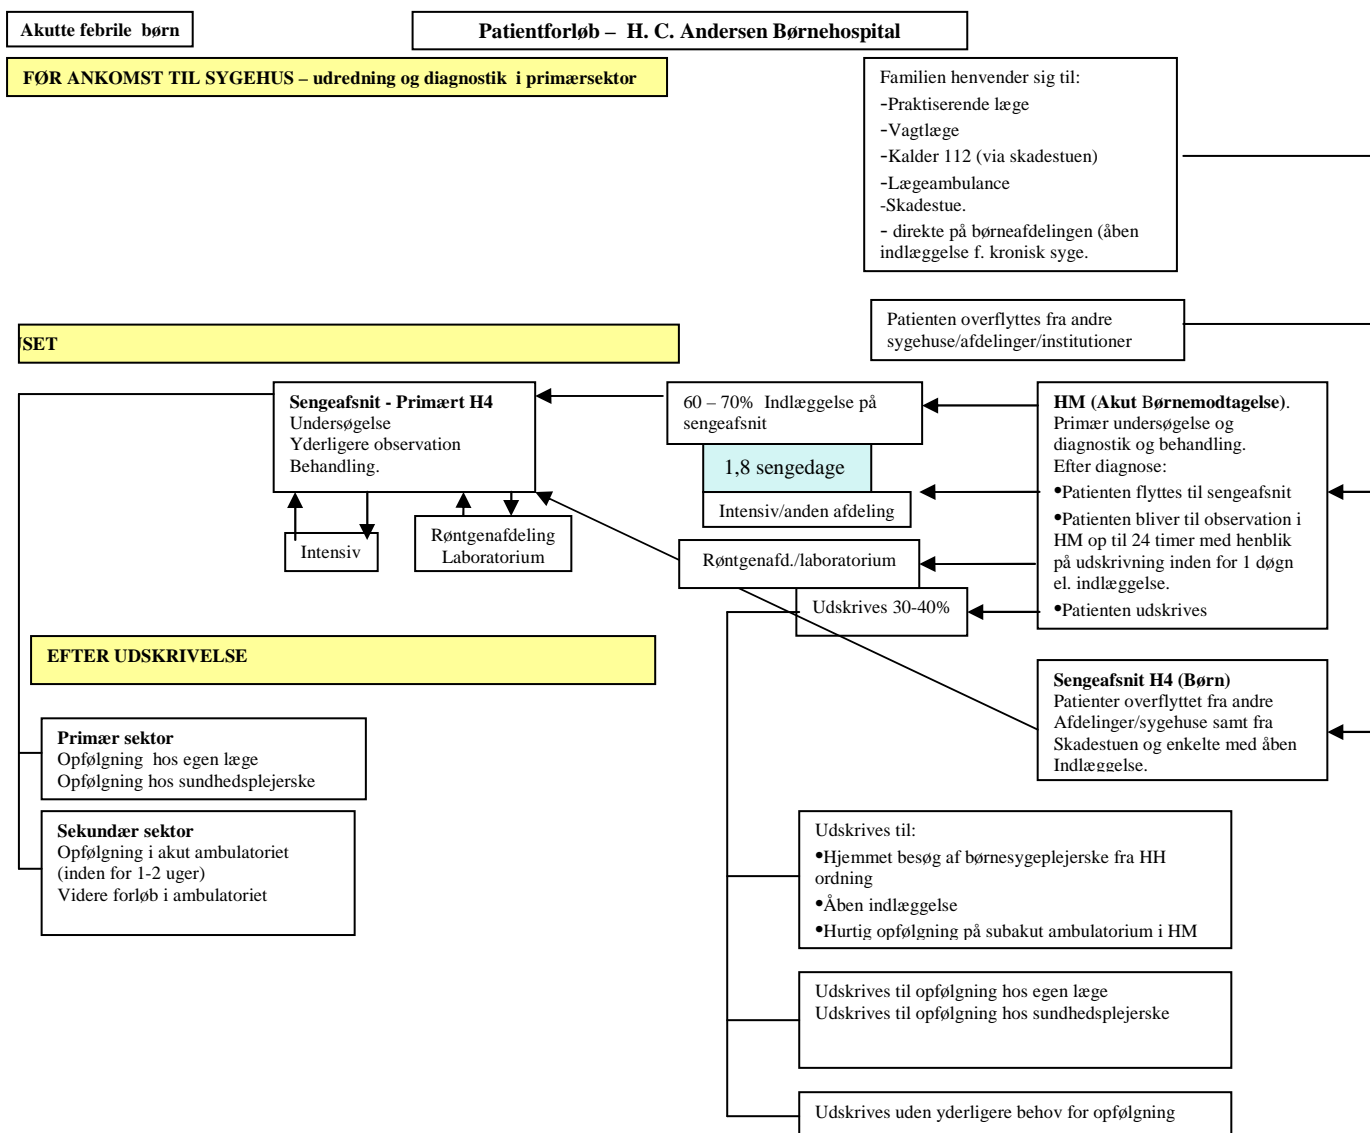 Akutte febrile børn
Patientforløb – H. C. Andersen Børnehospital
FØR ANKOMST TIL SYGEHUS – udredning og diagnostik i primærsektor
Familien henvender sig til:
-Praktiserende læge
-Vagtlæge
-Kalder 112 (via skadestuen)
-Lægeambulance
-Skadestue.
- direkte på børneafdelingen (åben
indlæggelse f. kronisk syge.
Patienten overflyttes fra andre
sygehuse/afdelinger/institutioner
SET
Sengeafsnit - Primært H4
Undersøgelse
Yderligere observation
Behandling.
60 – 70% Indlæggelse på
sengeafsnit
1,8 sengedage
Intensiv/anden afdeling
HM (Akut Børnemodtagelse).
Primær undersøgelse og
diagnostik og behandling.
Efter diagnose:
•Patienten flyttes til sengeafsnit
•Patienten bliver til observation i
HM op til 24 timer med henblik
på udskrivning inden for 1 døgn
el. indlæggelse.
•Patienten udskrives
Intensiv
Røntgenafdeling
Laboratorium
Røntgenafd./laboratorium
Udskrives 30-40%
EFTER UDSKRIVELSE
Sengeafsnit H4 (Børn)
Patienter overflyttet fra andre
Afdelinger/sygehuse samt fra
Skadestuen og enkelte med åben
Indlæggelse.
Primær sektor
Opfølgning hos egen læge
Opfølgning hos sundhedsplejerske
Sekundær sektor
Opfølgning i akut ambulatoriet
(inden for 1-2 uger)
Videre forløb i ambulatoriet
Udskrives til:
•Hjemmet besøg af børnesygeplejerske fra HH
ordning
•Åben indlæggelse
•Hurtig opfølgning på subakut ambulatorium i HM
Udskrives til opfølgning hos egen læge
Udskrives til opfølgning hos sundhedsplejerske
Udskrives uden yderligere behov for opfølgning